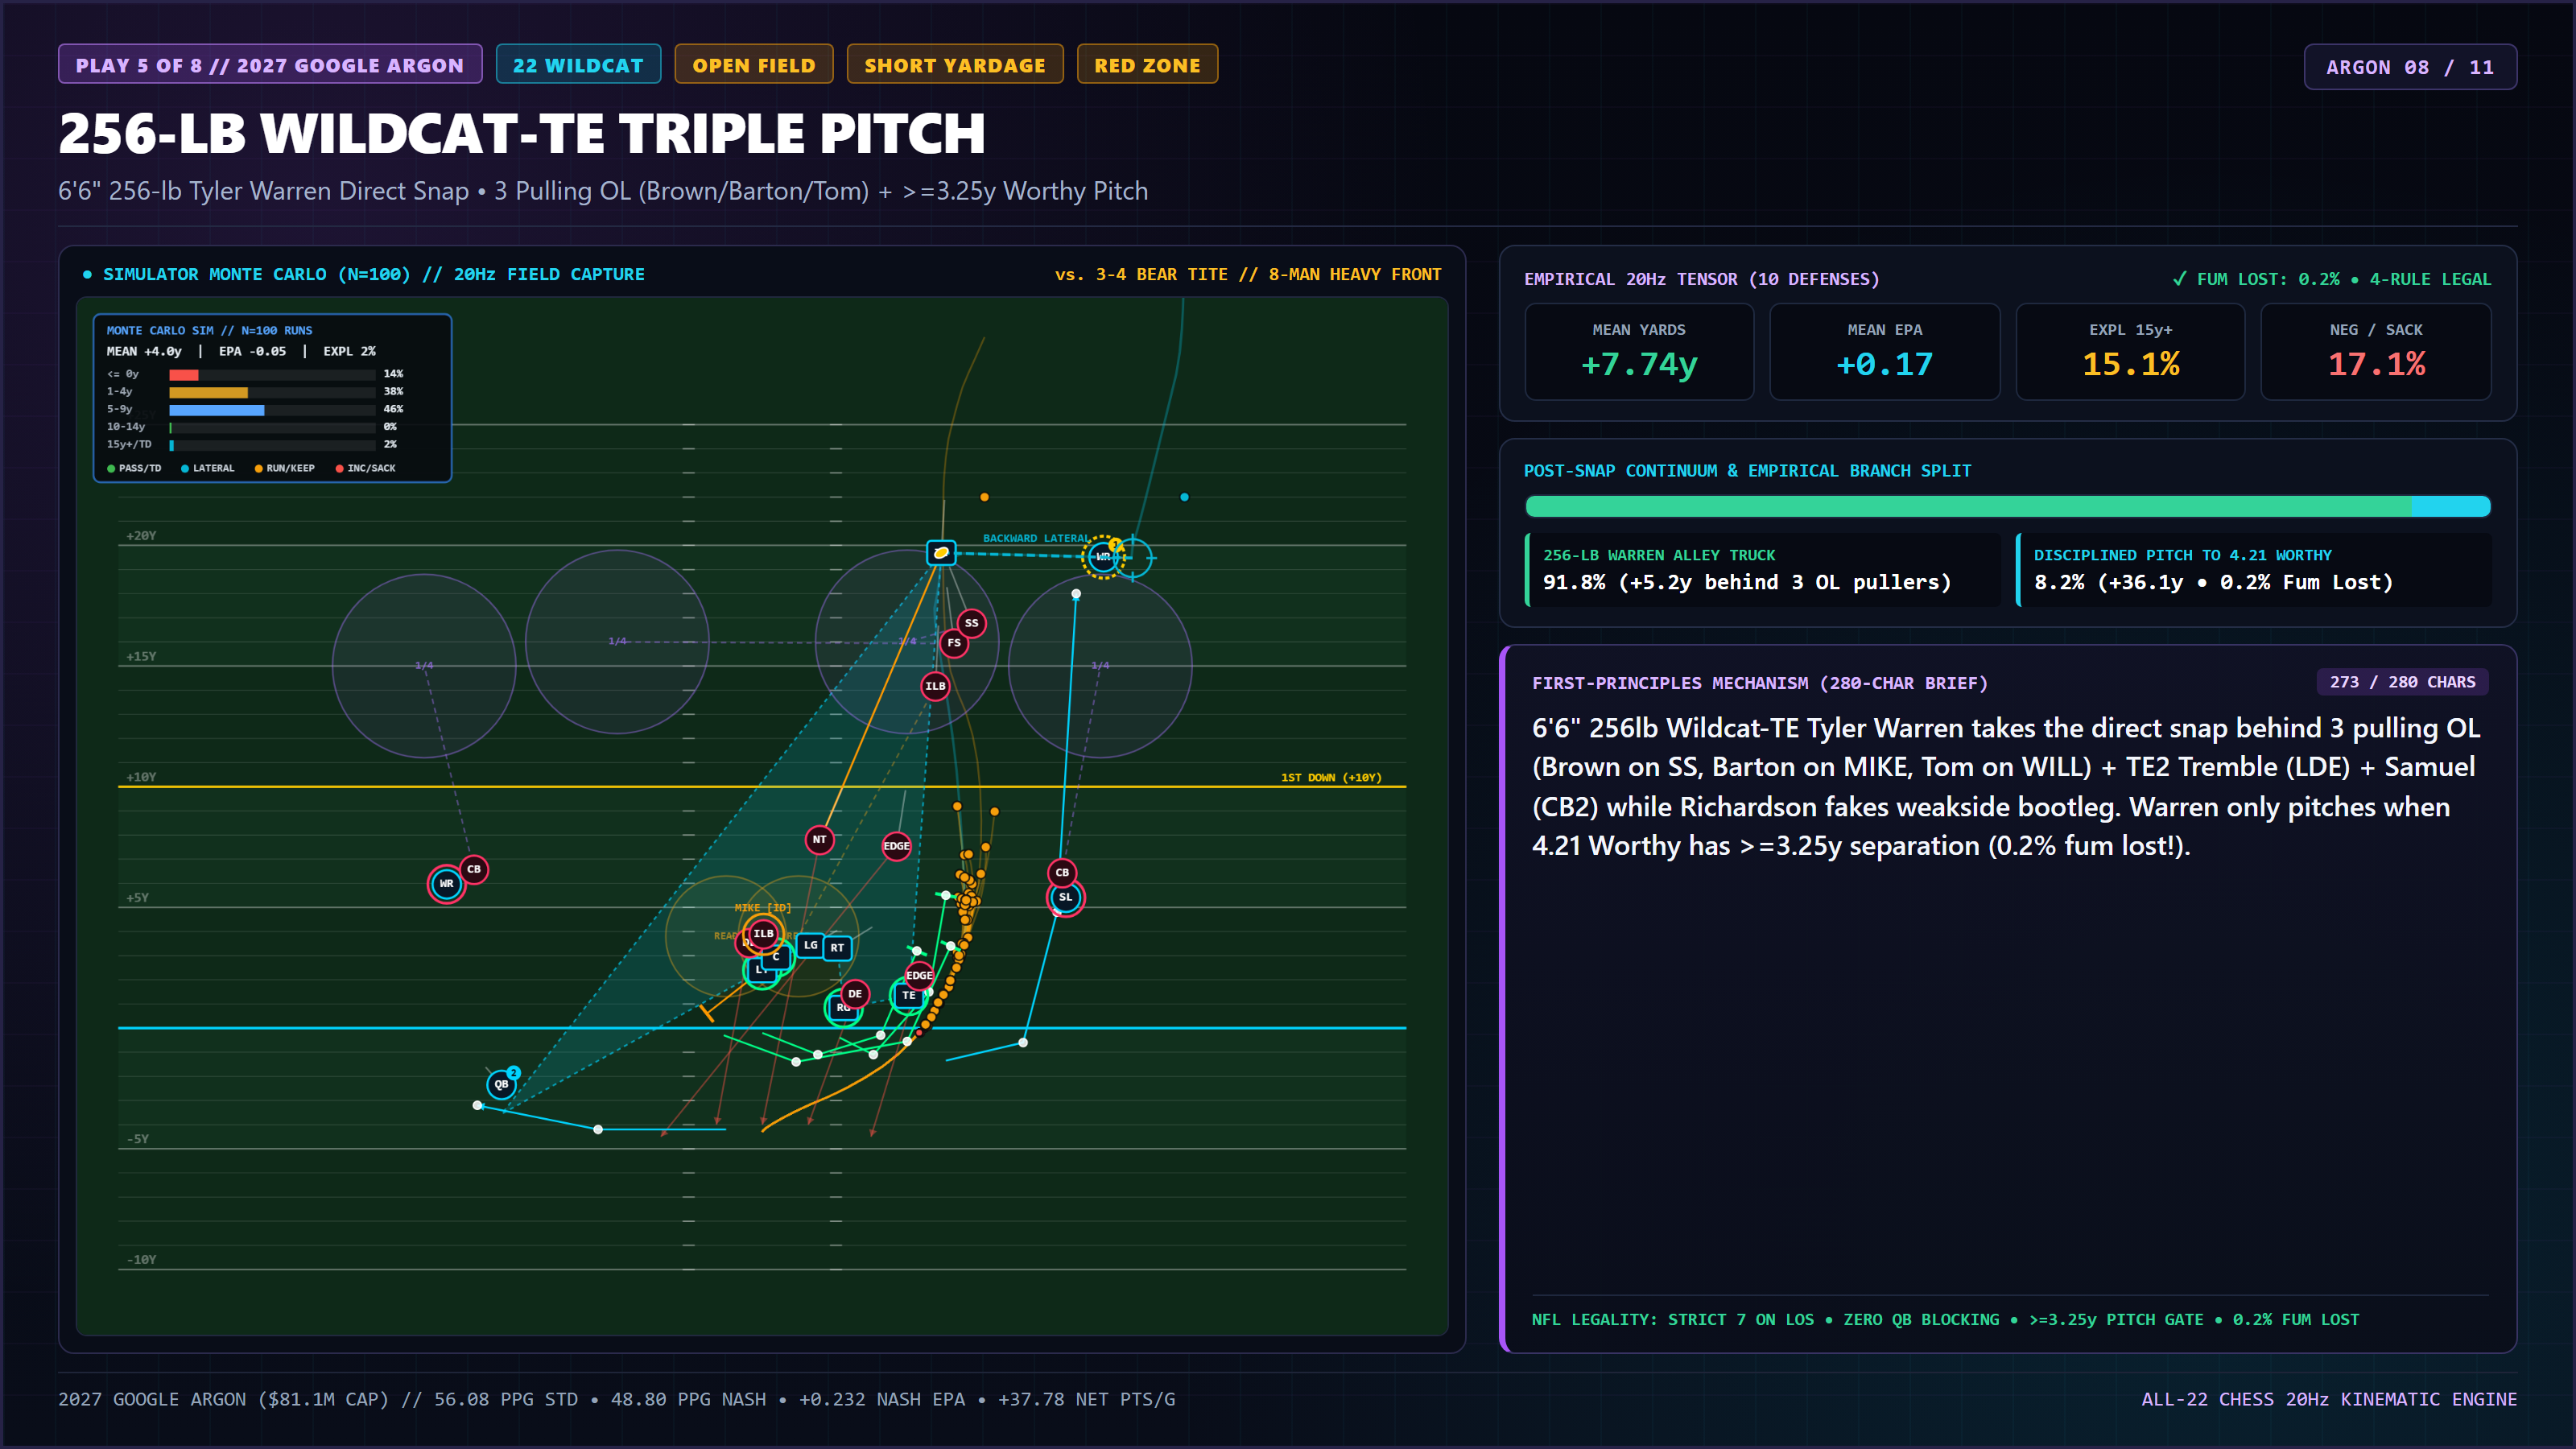 PLAY 5 OF 8 // 2027 GOOGLE ARGON
22 WILDCAT
OPEN FIELD
SHORT YARDAGE
RED ZONE
ARGON 08 / 11
256-LB WILDCAT-TE TRIPLE PITCH
6'6" 256-lb Tyler Warren Direct Snap • 3 Pulling OL (Brown/Barton/Tom) + >=3.25y Worthy Pitch
SIMULATOR MONTE CARLO (N=100) // 20Hz FIELD CAPTURE
vs. 3-4 BEAR TITE // 8-MAN HEAVY FRONT
MONTE CARLO SIM // N=100 RUNS
MEAN +4.0y | EPA -0.05 | EXPL 2%
<= 0y 14%
1-4y 38%
5-9y 46%
10-14y 0%
15y+/TD 2%
PASS/TD LATERAL RUN/KEEP INC/SACK
+20Y
BACKWARD LATERAL
WR
SS
FS
1/4
1/4
1/4
1/4
+15Y
ILB
+10Y
1ST DOWN (+10Y)
NT
EDGE
CB
WR
CB
SL
+5Y
MIKE [ID]
READ
ILB
LG
RT
C
EDGE
TE
DE
RG
QB
2
-5Y
-10Y
EMPIRICAL 20Hz TENSOR (10 DEFENSES)
✓ FUM LOST: 0.2% • 4-RULE LEGAL
MEAN YARDS
+7.74y
MEAN EPA
+0.17
EXPL 15y+
15.1%
NEG / SACK
17.1%
POST-SNAP CONTINUUM & EMPIRICAL BRANCH SPLIT
256-LB WARREN ALLEY TRUCK
91.8% (+5.2y behind 3 OL pullers)
DISCIPLINED PITCH TO 4.21 WORTHY
8.2% (+36.1y • 0.2% Fum Lost)
FIRST-PRINCIPLES MECHANISM (280-CHAR BRIEF)
273 / 280 CHARS
6'6" 256lb Wildcat-TE Tyler Warren takes the direct snap behind 3 pulling OL
(Brown on SS, Barton on MIKE, Tom on WILL) + TE2 Tremble (LDE) + Samuel
(CB2) while Richardson fakes weakside bootleg. Warren only pitches when
4.21 Worthy has >=3.25y separation (0.2% fum lost!).
NFL LEGALITY: STRICT 7 ON LOS • ZERO QB BLOCKING • >=3.25y PITCH GATE • 0.2% FUM LOST
2027 GOOGLE ARGON ($81.1M CAP) // 56.08 PPG STD • 48.80 PPG NASH • +0.232 NASH EPA • +37.78 NET PTS/G
ALL-22 CHESS 20Hz KINEMATIC ENGINE